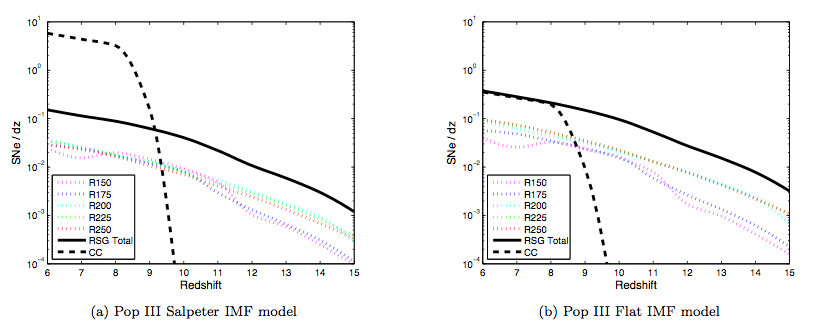 10^1
10^0
10^-1
10^-2
10^-3
10^-4
SNe / dz
R150
R175
R200
R225
R250
RSG Total
CC
6 7 8 9 10 11 12 13 14 15
Redshift
(a) Pop III Salpeter IMF model
10^1
10^0
10^-1
10^-2
10^-3
10^-4
SNe / dz
R150
R175
R200
R225
R250
RSG Total
CC
6 7 8 9 10 11 12 13 14 15
Redshift
(b) Pop III Flat IMF model